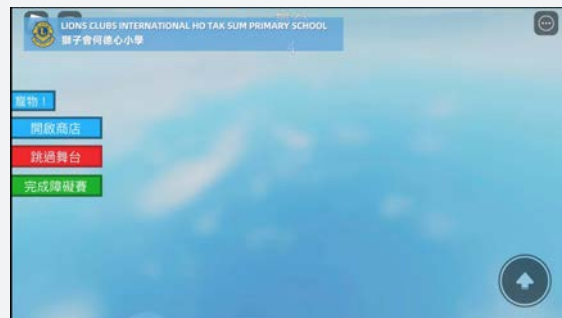 LIONS CLUBS INTERNATIONAL HO TAK SUM PRIMARY SCHOOL
獅子會何德心小學
寵物！
開啟商店
跳過舞台
完成障礙賽